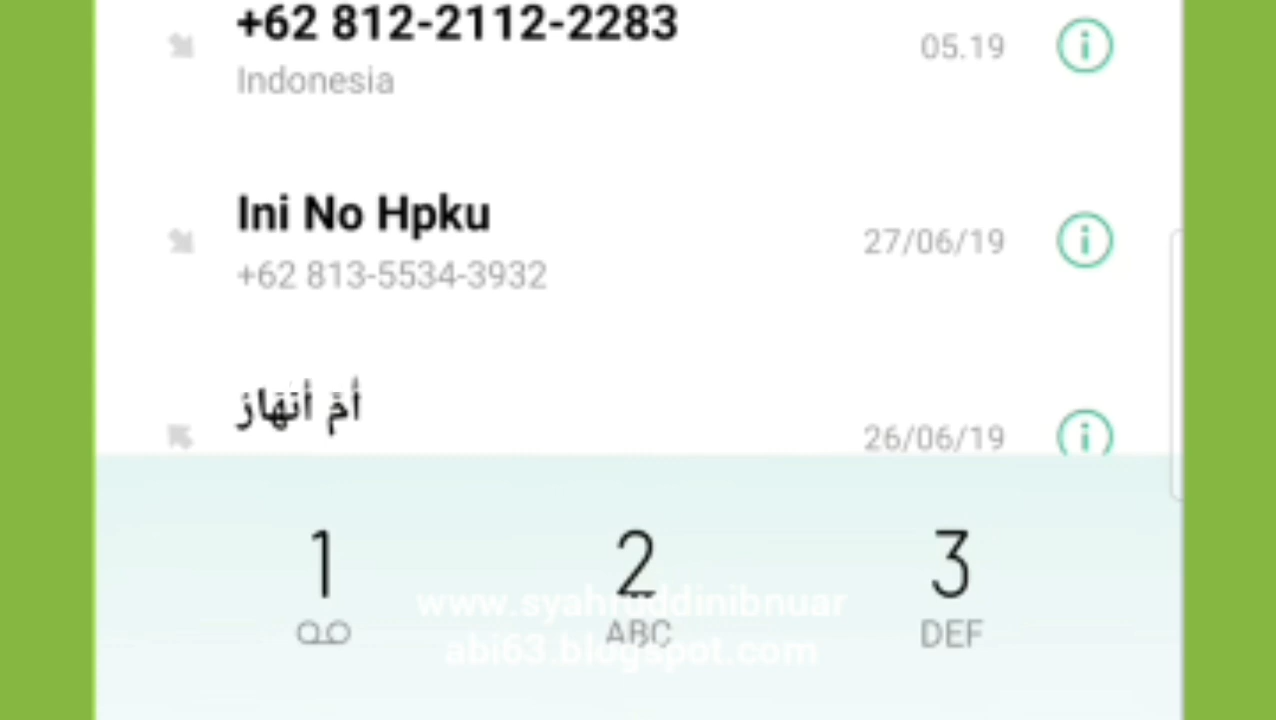 +62 812-2112-2283
05.19
Indonesia
Ini No Hpku
27/06/19
+62 813-5534-3932
أمّ أنهار
26/06/19
1
2
3
ABC
DEF
www.syahruddinibnuar
abi63.blogspot.com